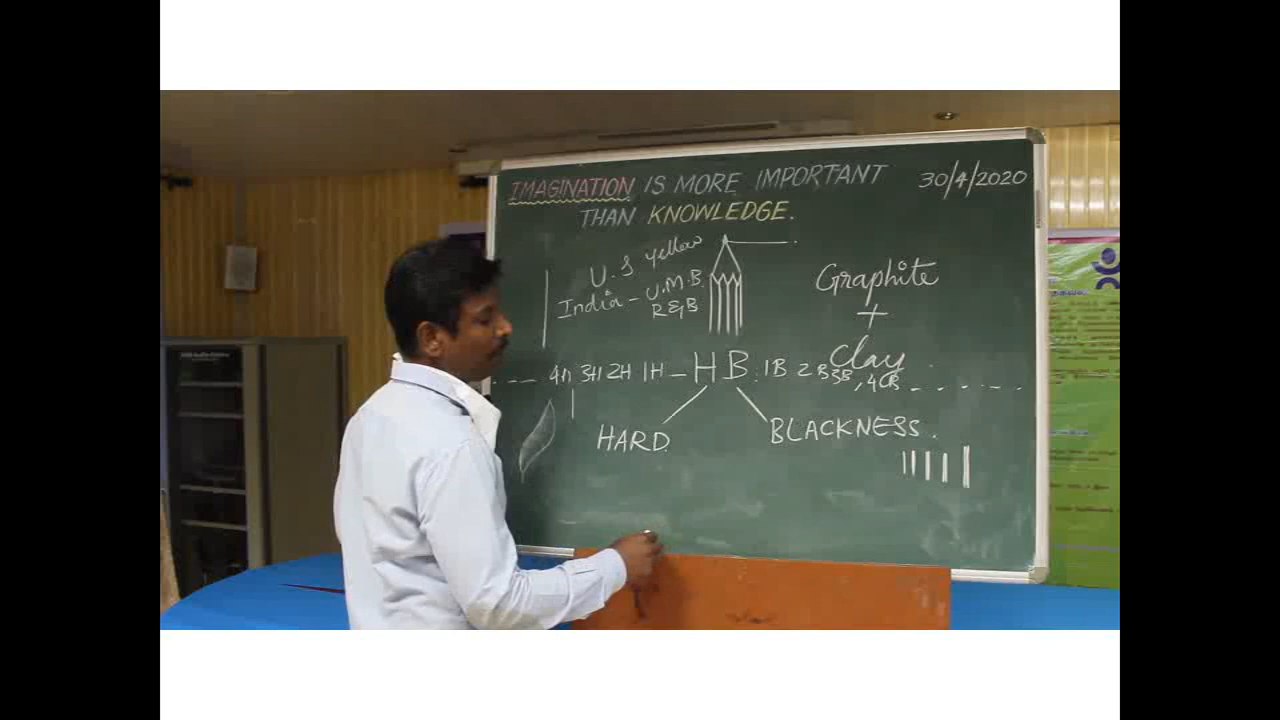 IMAGINATION IS MORE IMPORTANT
THAN KNOWLEDGE.
30/4/2020
U.S yellow
India - U.M.B.
R & B
Graphite
+
Clay
4H 3H 2H 1H - HB. 1B 2B 3B, 4B
HARD
BLACKNESS.